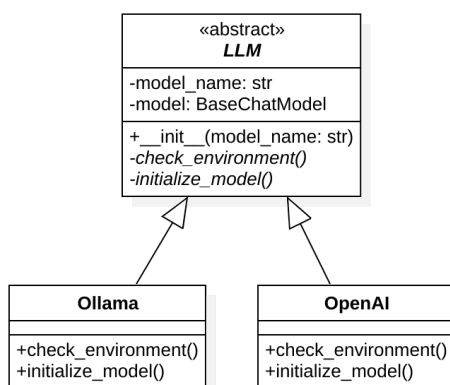 «abstract»
LLM
-model_name: str
-model: BaseChatModel
+__init__(model_name: str)
-check_environment()
-initialize_model()
Ollama
+check_environment()
+initialize_model()
OpenAI
+check_environment()
+initialize_model()